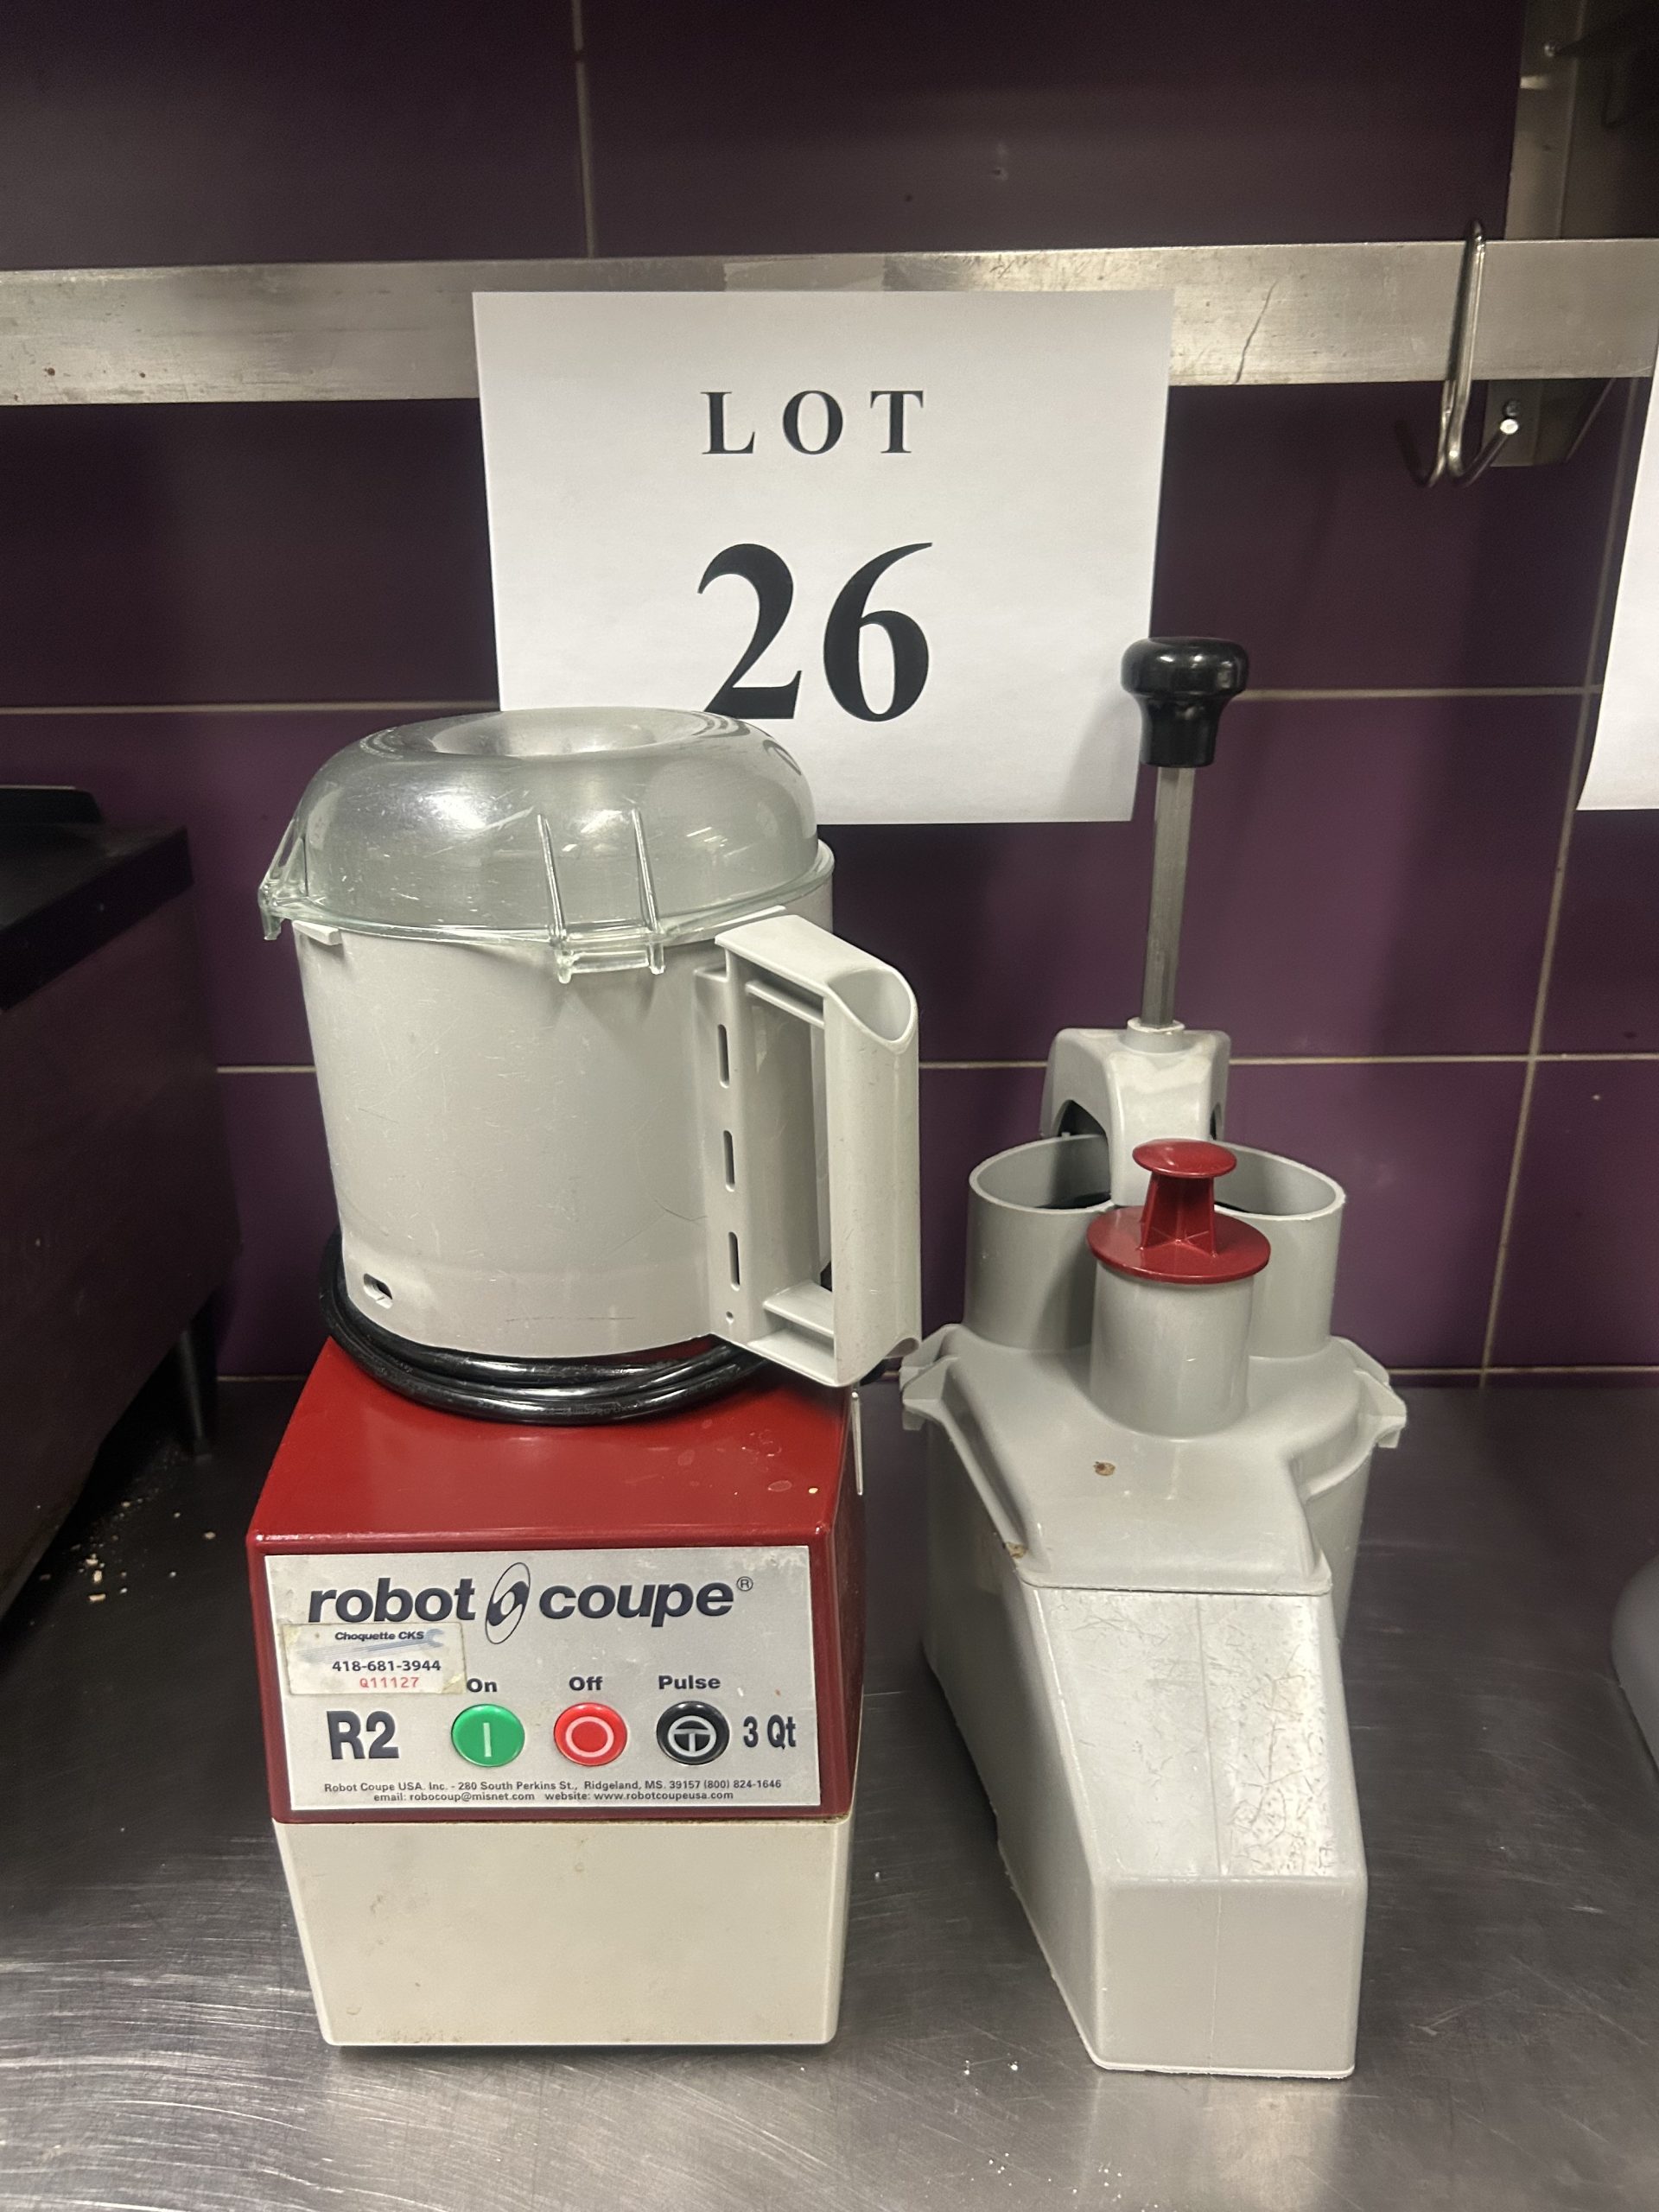 LOT
26
robot coupe®
Choquette CKS
418-681-3944
Q11127
On Off Pulse
R2 3 Qt
Robot Coupe USA. Inc. - 280 South Perkins St., Ridgeland, MS. 39157 (800) 824-1646
email: robocoup@misnet.com website: www.robotcoupeusa.com